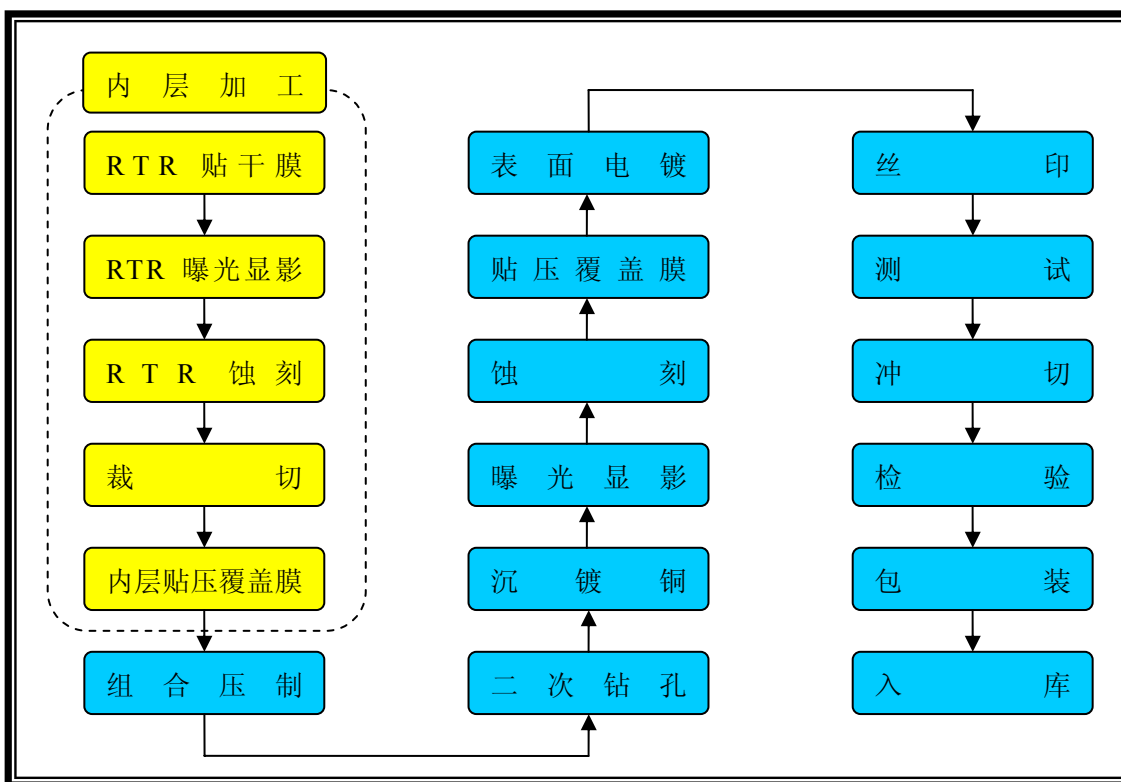 内层加工
RTR 贴干膜
RTR 曝光显影
RTR 蚀刻
裁切
内层贴压覆盖膜
组合压制
二次钻孔
沉镀铜
曝光显影
蚀刻
贴压覆盖膜
表面电镀
丝印
测试
冲切
检验
包装
入库